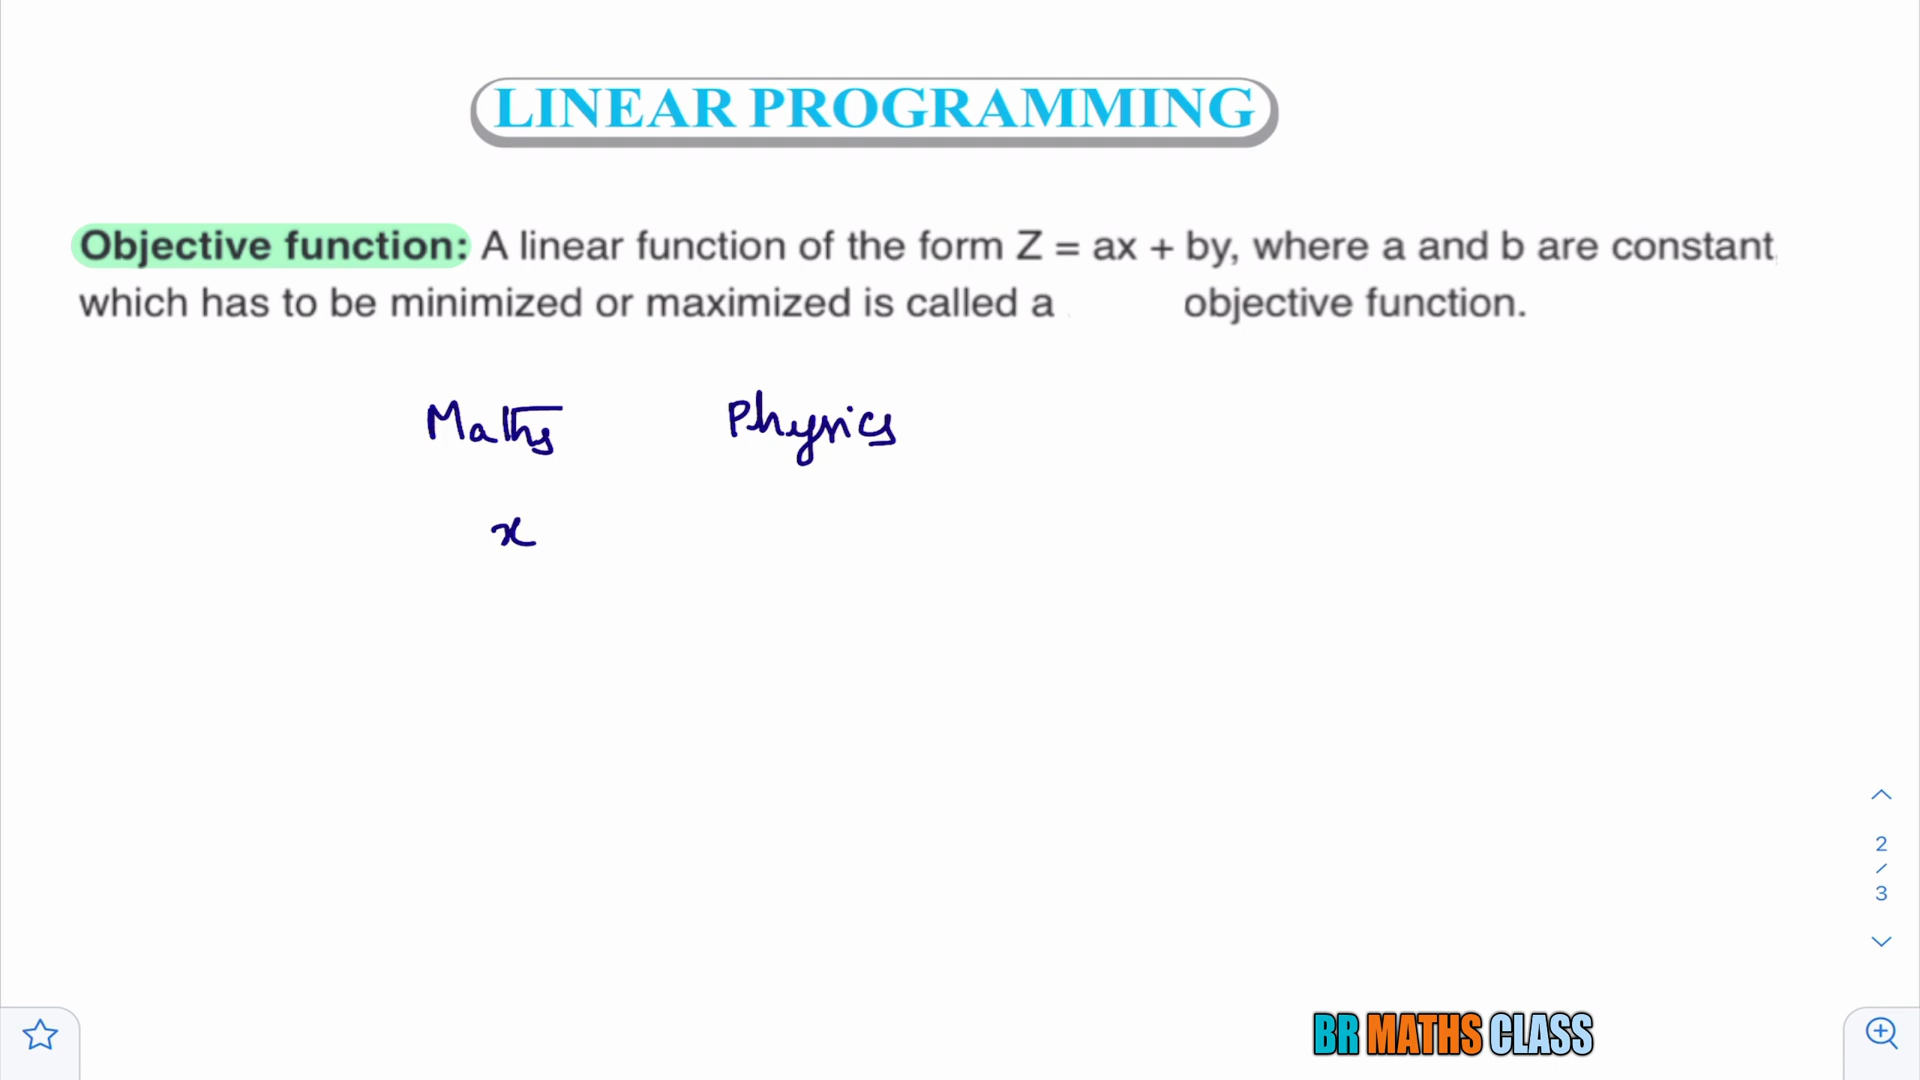 LINEAR PROGRAMMING
Objective function: A linear function of the form Z = ax + by, where a and b are constant
which has to be minimized or maximized is called a objective function.
Maths Physics
x
2
/
3
BR MATHS CLASS